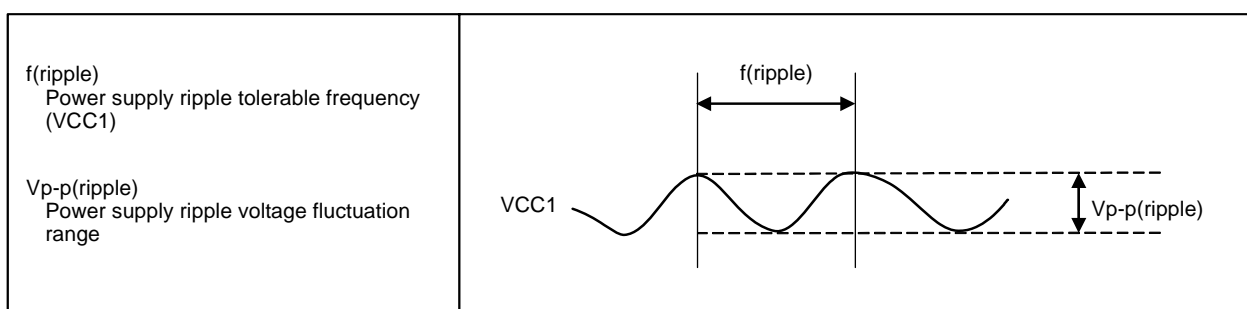 f(ripple)
Power supply ripple tolerable frequency
(VCC1)
Vp-p(ripple)
Power supply ripple voltage fluctuation
range
f(ripple)
VCC1
Vp-p(ripple)